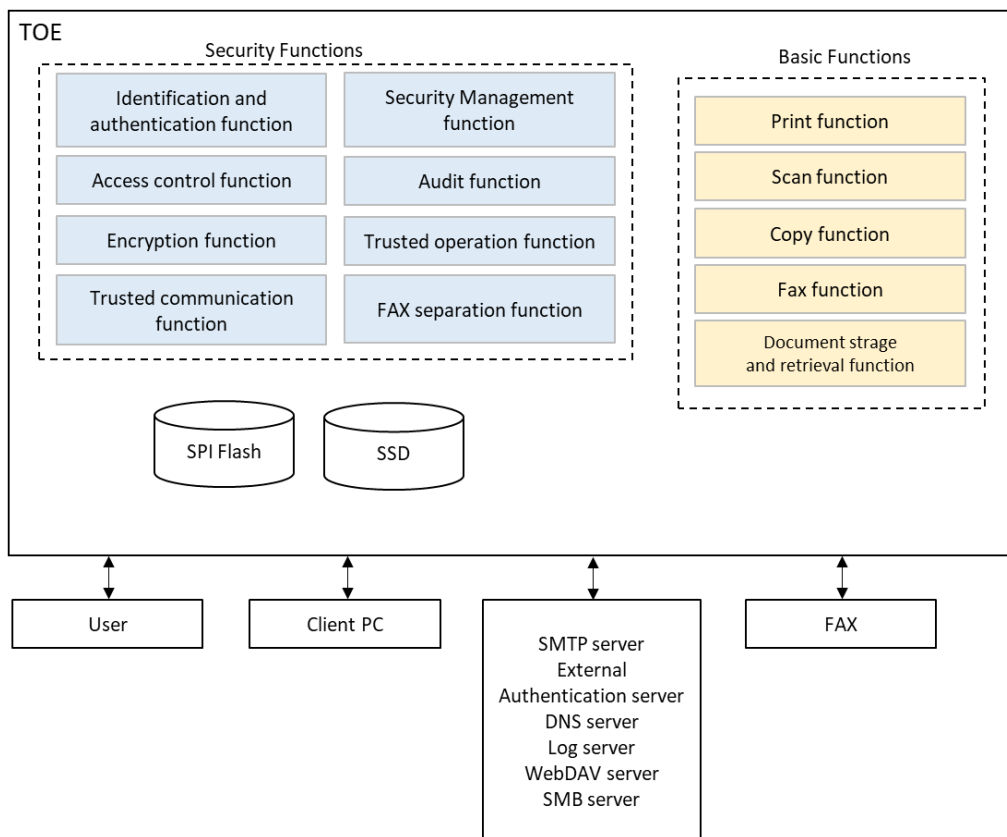 TOE
Security Functions
Identification and
authentication function
Security Management
function
Access control function
Audit function
Encryption function
Trusted operation function
Trusted communication
function
FAX separation function
Basic Functions
Print function
Scan function
Copy function
Fax function
Document strage
and retrieval function
SPI Flash
SSD
User
Client PC
SMTP server
External
Authentication server
DNS server
Log server
WebDAV server
SMB server
FAX